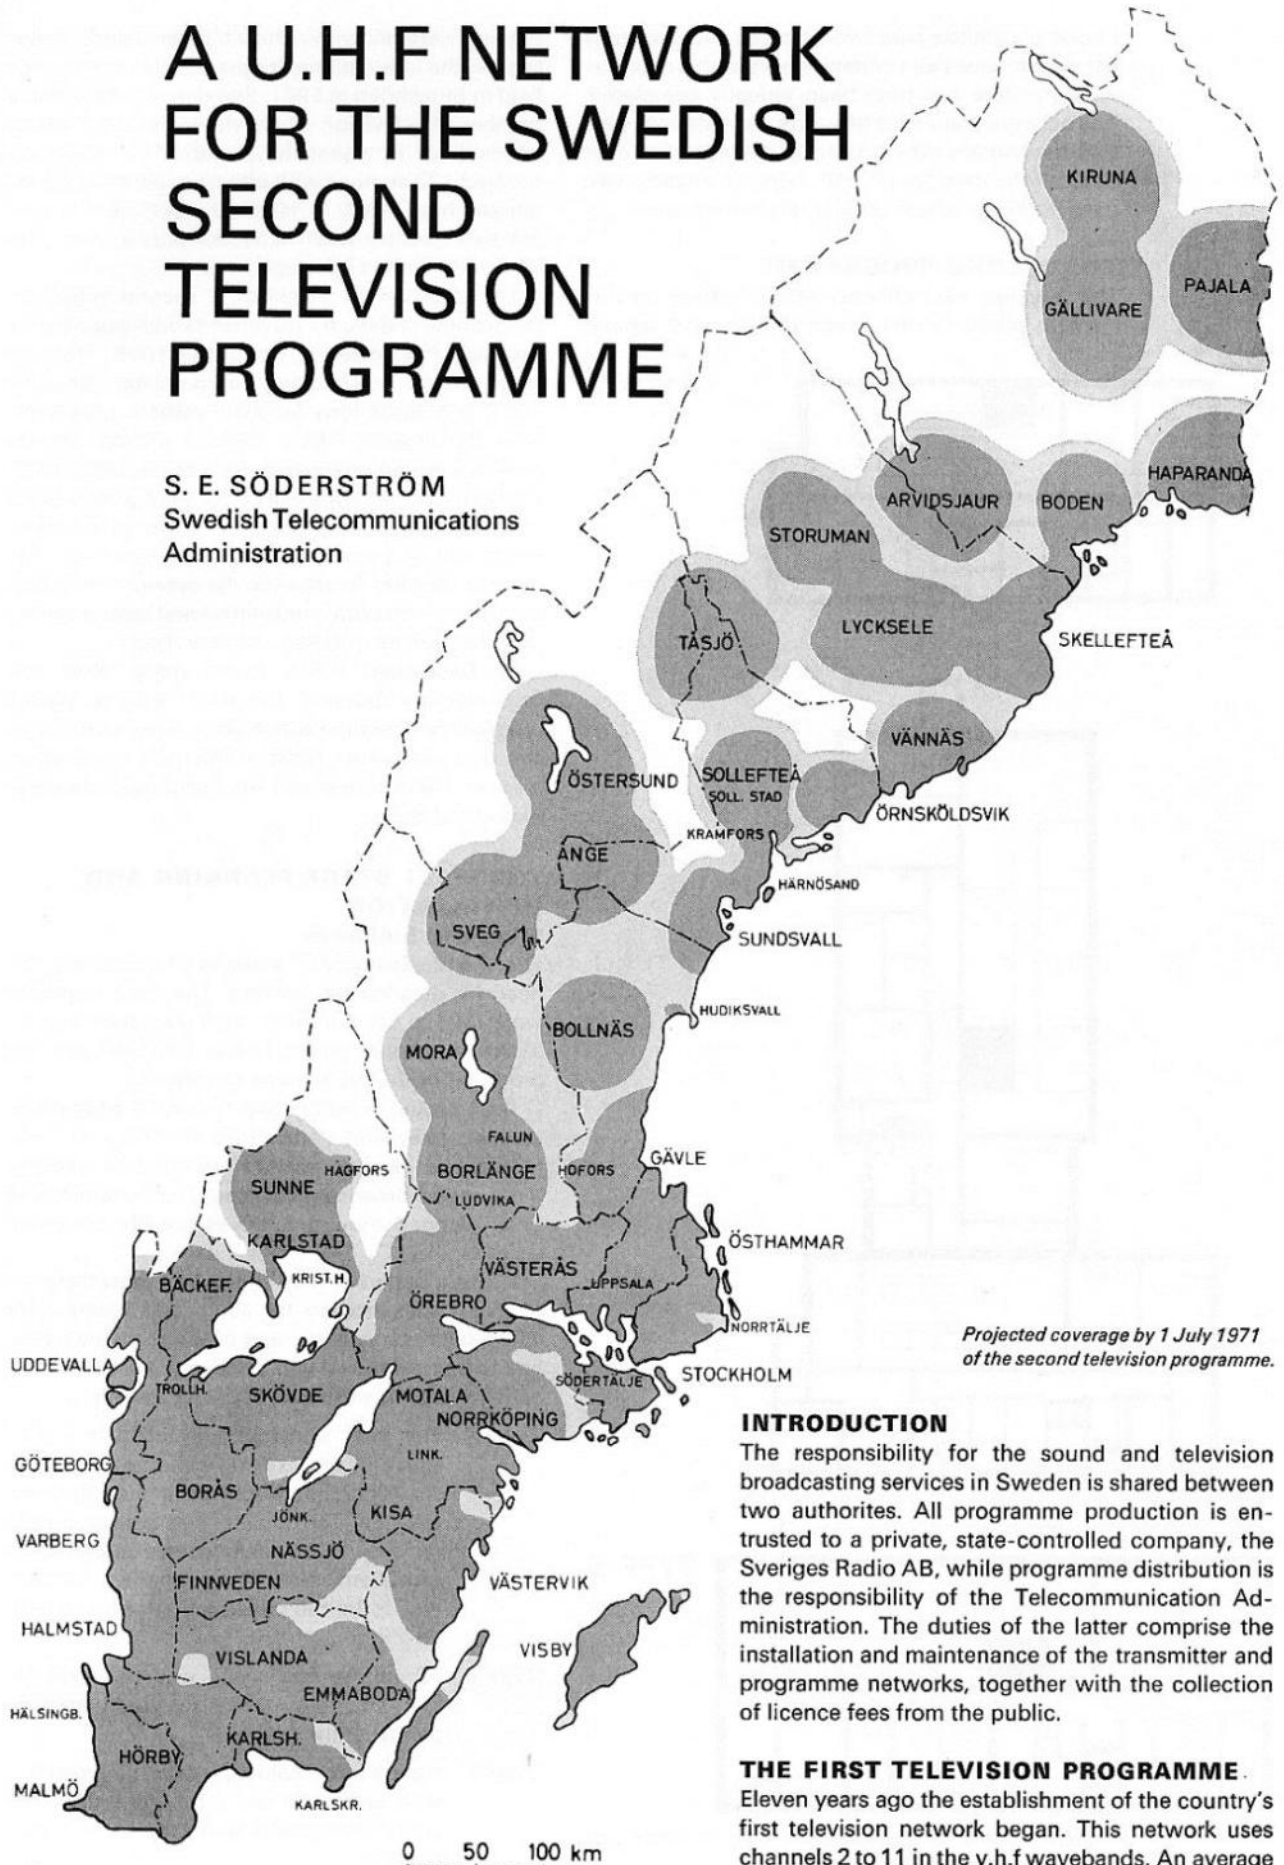 A U.H.F NETWORK
FOR THE SWEDISH
SECOND
TELEVISION
PROGRAMME
S. E. SÖDERSTRÖM
Swedish Telecommunications
Administration
KIRUNA
PAJALA
GÄLLIVARE
HAPARANDA
ARVIDSJAUR
BODEN
STORUMAN
LYCKSELE
SKELLEFTEÅ
TÅSJÖ
VÄNNÄS
ÖSTERSUND
SOLLEFTEÅ
SOLL. STAD
ÖRNSKÖLDSVIK
KRAMFORS
ÅNGE
HÄRNÖSAND
SVEG
SUNDSVALL
HUDIKSVALL
BOLLNÄS
MORA
FALUN
GÄVLE
HAGFORS
BORLÄNGE
HOFORS
SUNNE
LUDVIKA
KARLSTAD
ÖSTHAMMAR
VÄSTERÅS
BÄCKEF.
KRIST.H.
UPPSALA
ÖREBRO
NORRTÄLJE
Projected coverage by 1 July 1971
of the second television programme.
UDDEVALLA
STOCKHOLM
SÖDERTÄLJE
TROLLH.
SKÖVDE
MOTALA
NORRKÖPING
LINK.
GÖTEBORG
BORÅS
JÖNK.
KISA
VARBERG
NÄSSJÖ
FINNVEDEN
VÄSTERVIK
HALMSTAD
VISBY
VISLANDA
EMMABODA
HÄLSINGB.
KARLSH.
HÖRBY
MALMÖ
KARLSKR.
0 50 100 km
INTRODUCTION
The responsibility for the sound and television
broadcasting services in Sweden is shared between
two authorites. All programme production is en-
trusted to a private, state-controlled company, the
Sveriges Radio AB, while programme distribution is
the responsibility of the Telecommunication Ad-
ministration. The duties of the latter comprise the
installation and maintenance of the transmitter and
programme networks, together with the collection
of licence fees from the public.
THE FIRST TELEVISION PROGRAMME
Eleven years ago the establishment of the country's
first television network began. This network uses
channels 2 to 11 in the v.h.f wavebands. An average